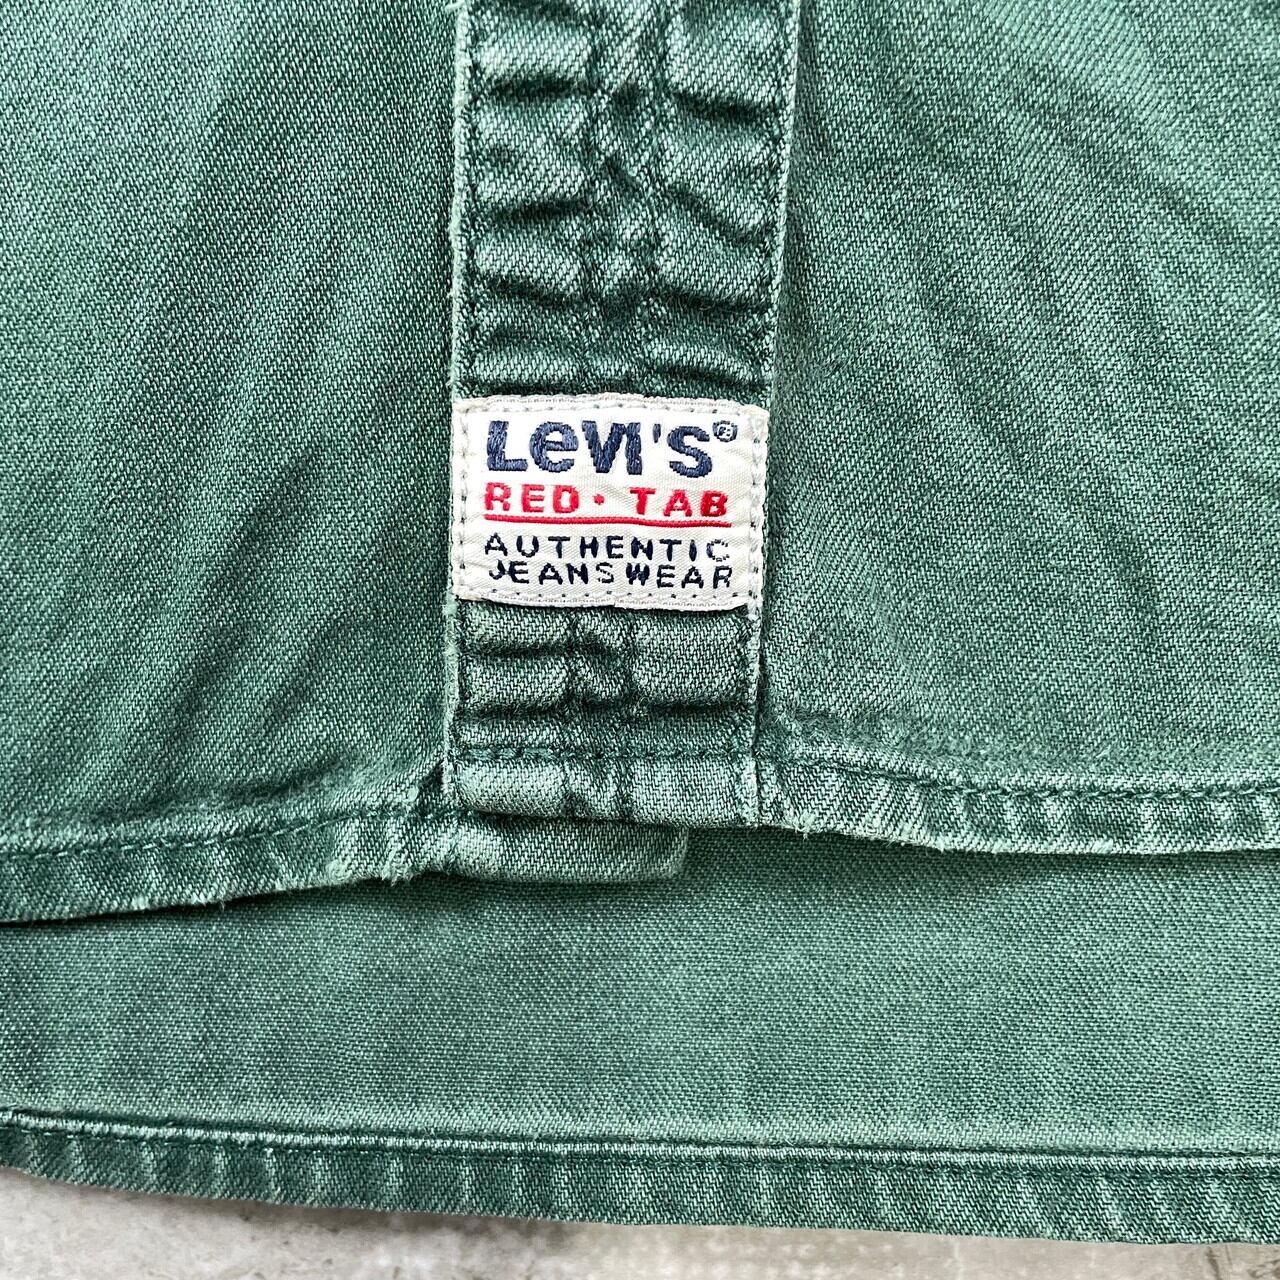 Levi's®
RED · TAB
AUTHENTIC
JEANSWEAR